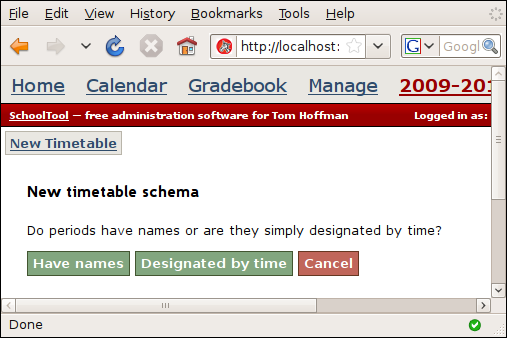 File Edit View History Bookmarks Tools Help
http://localhost: G Googl
Home Calendar Gradebook Manage 2009-201
SchoolTool — free administration software for Tom Hoffman Logged in as:
New Timetable
New timetable schema
Do periods have names or are they simply designated by time?
Have names Designated by time Cancel
Done